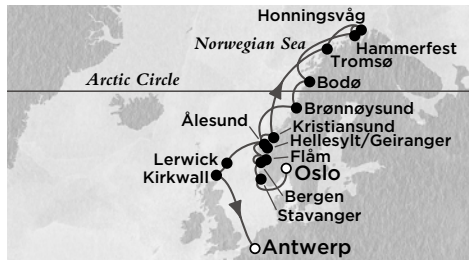 Honningsvåg
Norwegian Sea
Hammerfest
Tromsø
Arctic Circle
Bodø
Brønnøysund
Ålesund
Kristiansund
Hellesylt/Geiranger
Lerwick
Flåm
Kirkwall
Oslo
Bergen
Stavanger
Antwerp